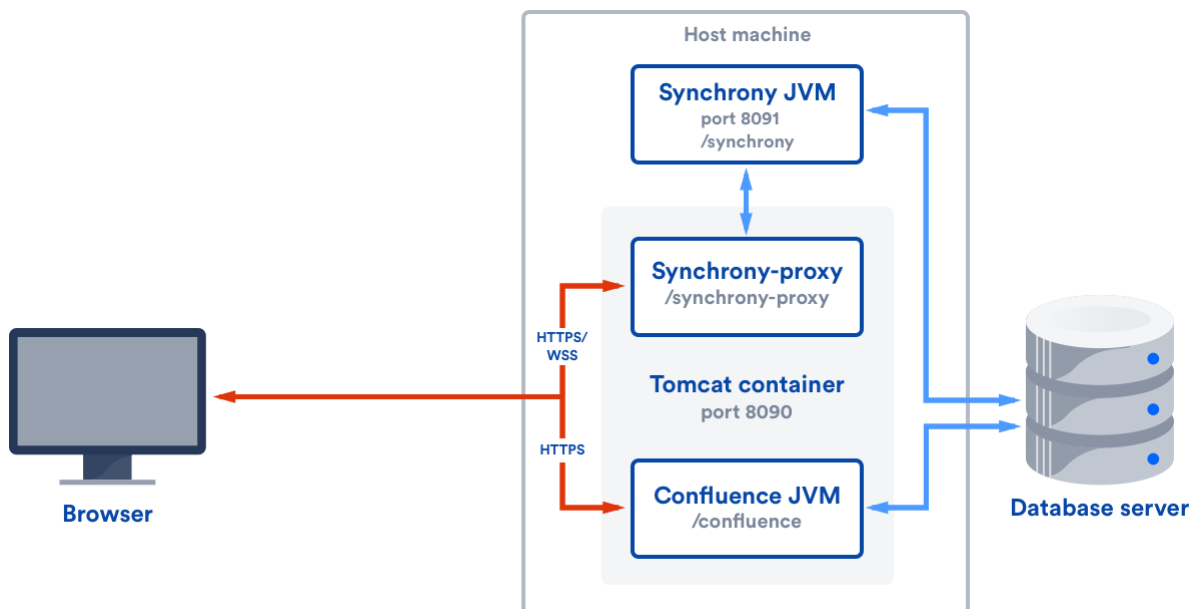 Host machine
Synchrony JVM
port 8091
/synchrony
Synchrony-proxy
/synchrony-proxy
HTTPS/
WSS
Tomcat container
port 8090
HTTPS
Confluence JVM
/confluence
Browser
Database server